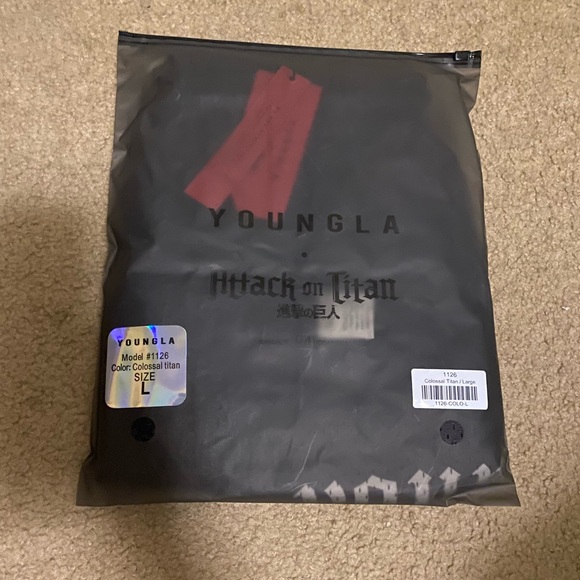 YOUNGLA
Attack on Titan
進撃の巨人
YOUNGLA
Model #1126
Color: Colossal titan
SIZE
L
1126
Colossal Titan / Large
1126-COLO-L